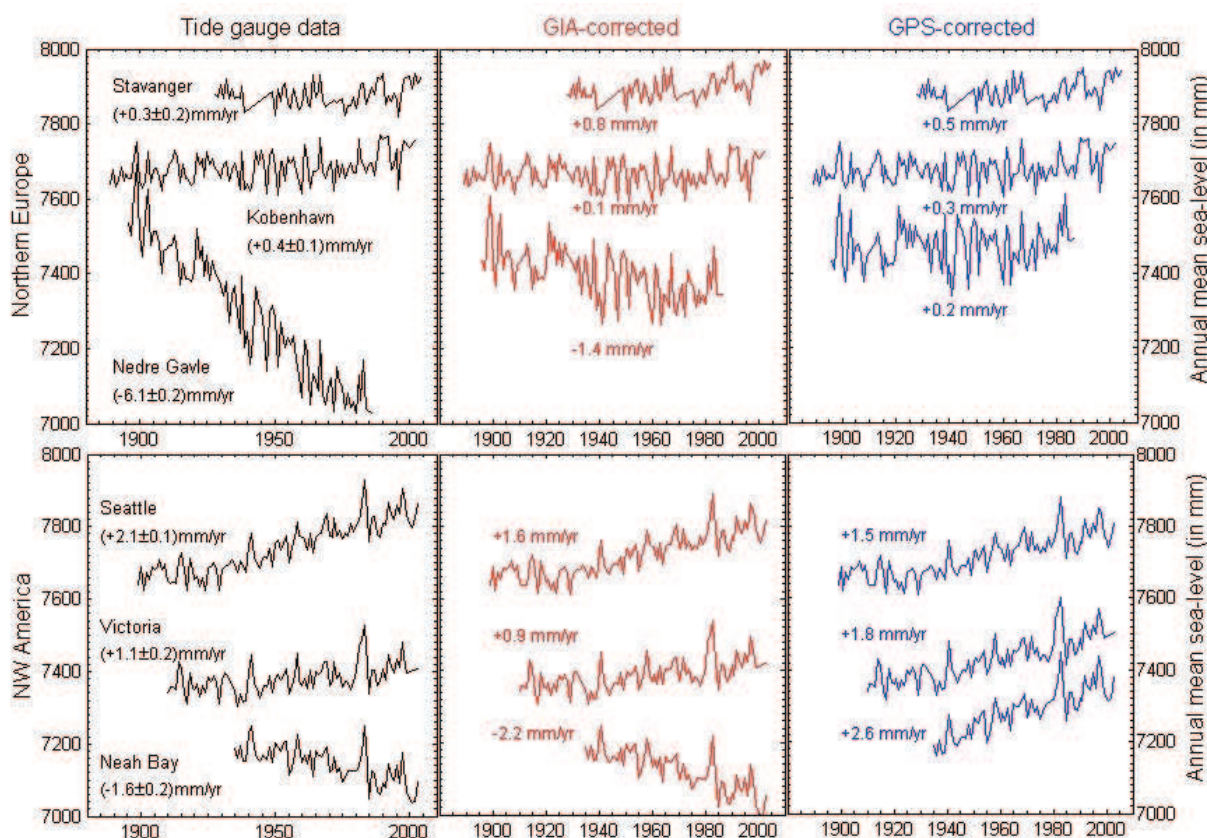 Tide gauge data
GIA-corrected
GPS-corrected
8000
7800
7600
7400
7200
7000
Northern Europe
Stavanger
(+0.3±0.2)mm/yr
Kobenhavn
(+0.4±0.1)mm/yr
Nedre Gavle
(-6.1±0.2)mm/yr
1900
1950
2000
+0.8 mm/yr
+0.1 mm/yr
-1.4 mm/yr
1900 1920 1940 1960 1980 2000
+0.5 mm/yr
+0.3 mm/yr
+0.2 mm/yr
1900 1920 1940 1960 1980 2000
8000
7800
7600
7400
7200
7000
Annual mean sea-level (in mm)
8000
7800
7600
7400
7200
7000
NW America
Seattle
(+2.1±0.1)mm/yr
Victoria
(+1.1±0.2)mm/yr
Neah Bay
(-1.6±0.2)mm/yr
1900
1950
2000
+1.6 mm/yr
+0.9 mm/yr
-2.2 mm/yr
1900 1920 1940 1960 1980 2000
+1.5 mm/yr
+1.8 mm/yr
+2.6 mm/yr
1900 1920 1940 1960 1980 2000
8000
7800
7600
7400
7200
7000
Annual mean sea-level (in mm)